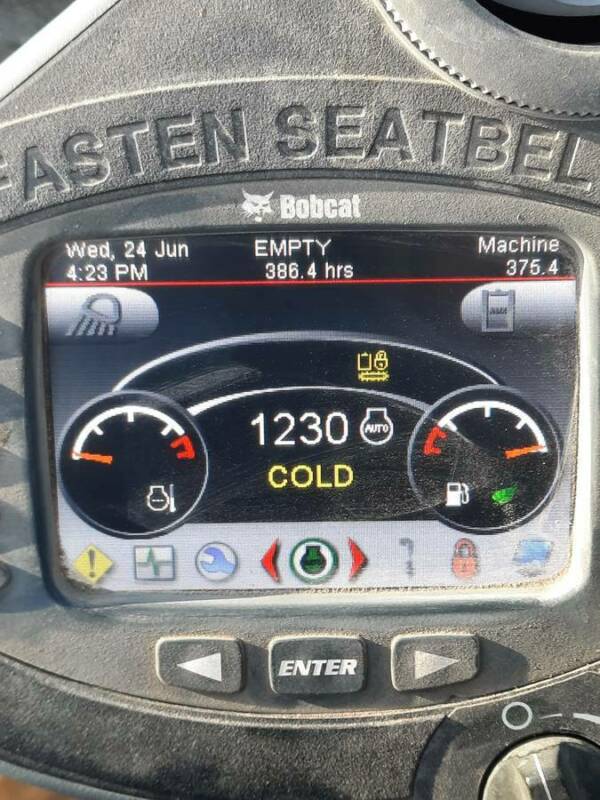 FASTEN SEATBEL
Bobcat
Wed, 24 Jun EMPTY Machine
4:23 PM 386.4 hrs 375.4
1230 AUTO
COLD
ENTER